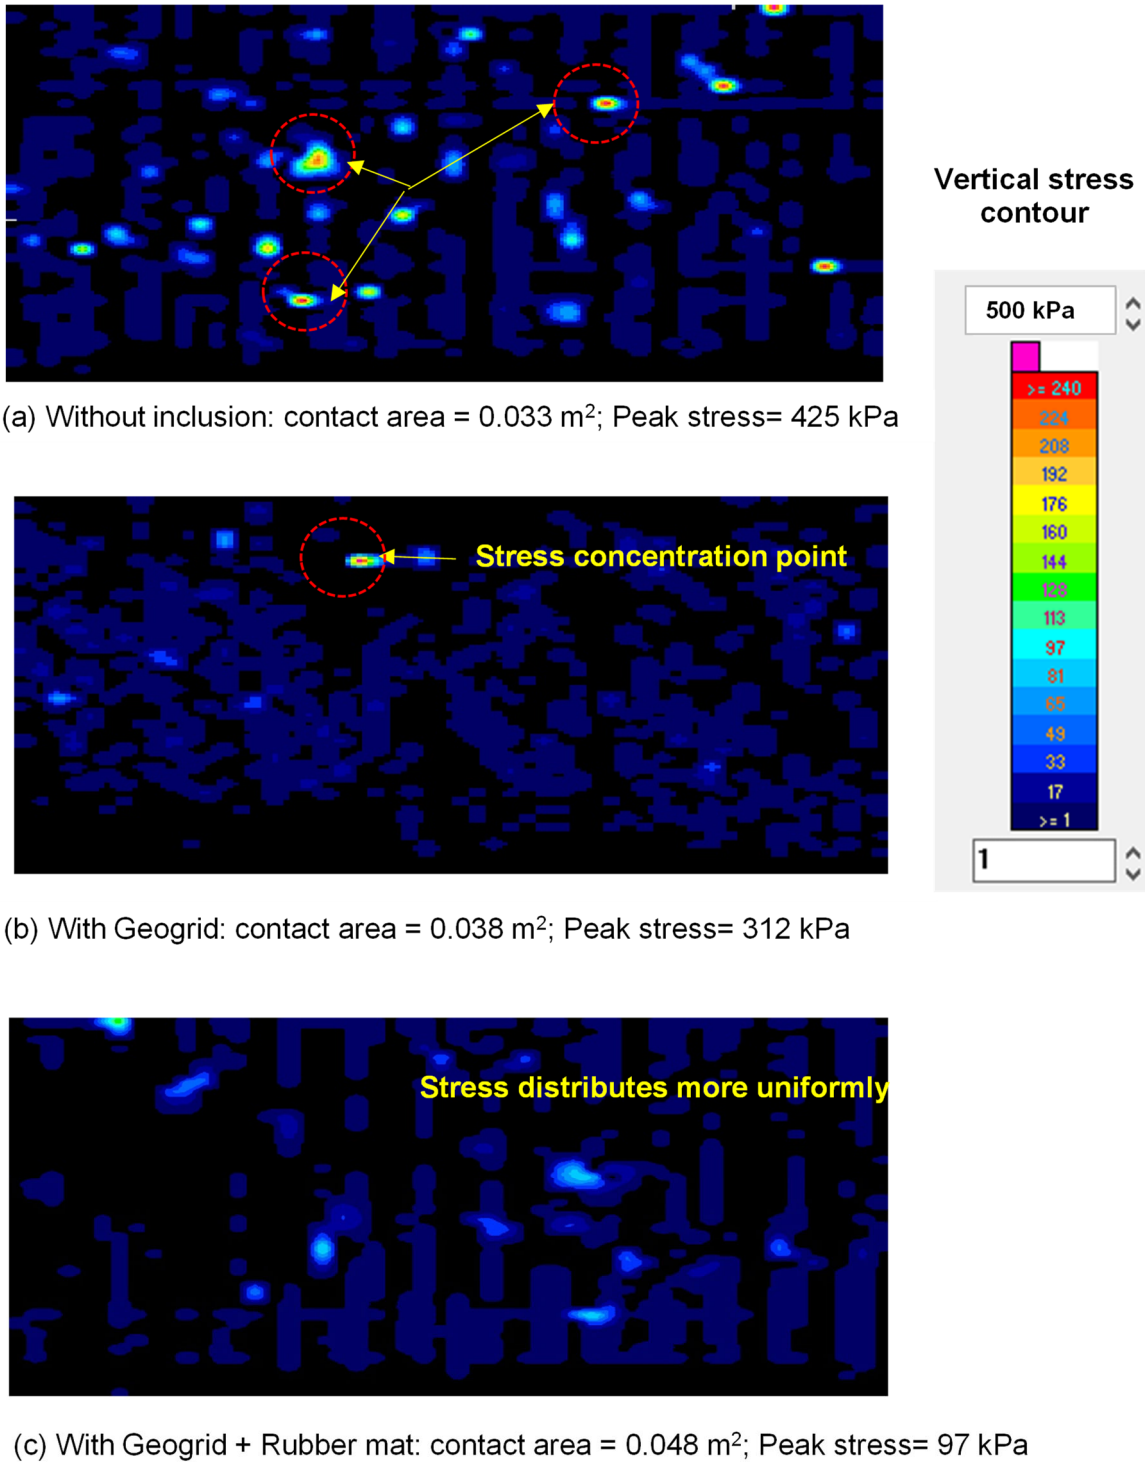 Vertical stress
contour
500 kPa
>= 240
224
208
192
176
160
144
128
113
97
81
65
49
33
17
>= 1
1
(a) Without inclusion: contact area = 0.033 m²; Peak stress= 425 kPa
Stress concentration point
(b) With Geogrid: contact area = 0.038 m²; Peak stress= 312 kPa
Stress distributes more uniformly
(c) With Geogrid + Rubber mat: contact area = 0.048 m²; Peak stress= 97 kPa